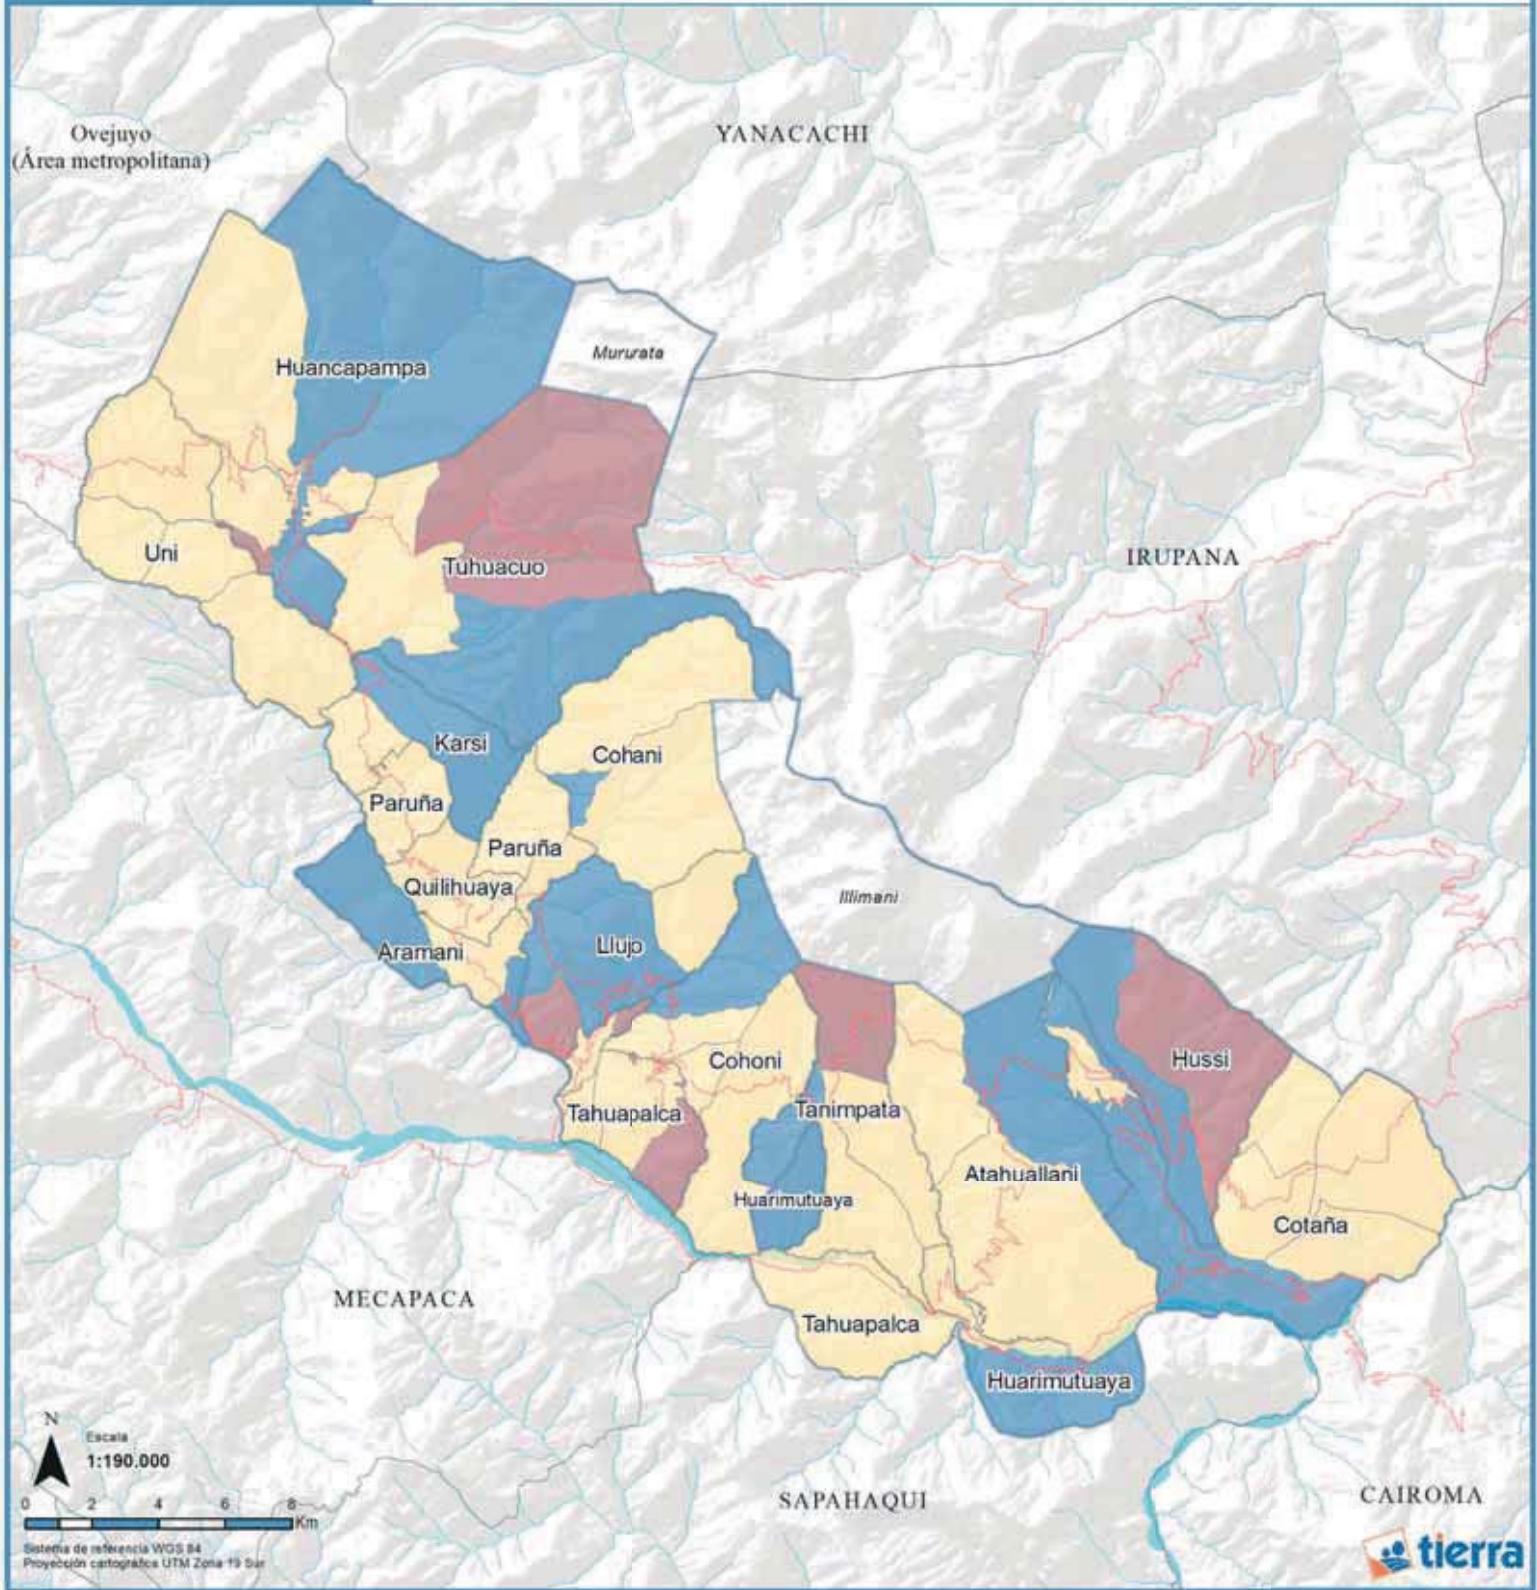 Ovejuyo
(Área metropolitana)
YANACACHI
Mururata
Huancapampa
IRUPANA
Uni
Tuhuacuo
Karsi
Cohani
Paruña
Paruña
Quilihuaya
Illimani
Aramani
Llujo
Cohoni
Hussi
Tahuapalca
Tanimpata
Atahuallani
Huarimutuaya
Cotaña
MECAPACA
Tahuapalca
Huarimutuaya
N
Escala
1:190.000
SAPAHAQUI
CAIROMA
0 2 4 6 8
Km
Sistema de referencia WGS 84
Proyección cartográfica UTM Zona 19 Sur
tierra